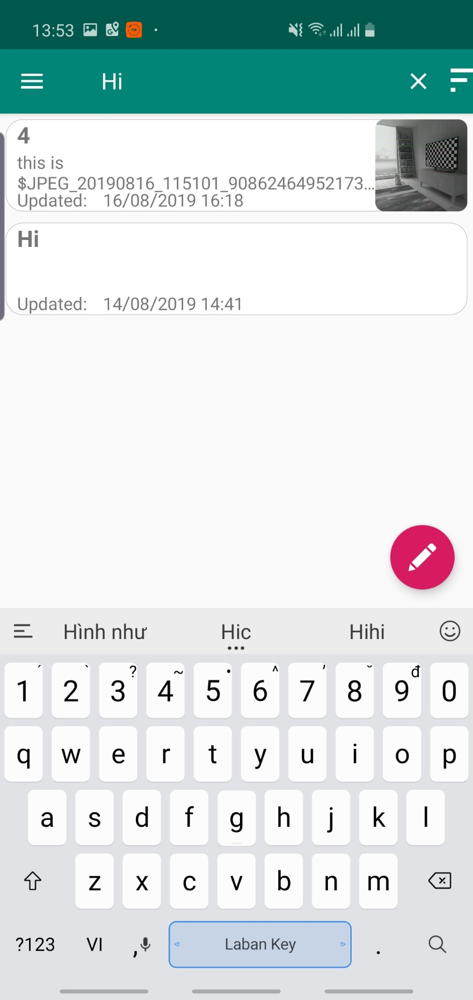 13:53
Hi
4
this is
$JPEG_20190816_115101_90862464952173...
Updated: 16/08/2019 16:18
Hi
Updated: 14/08/2019 14:41
Hình như Hic Hihi
1 ´ 2 ` 3 ? 4 ~ 5 . 6 ^ 7 ' 8 ˘ 9 đ 0
q w e r t y u i o p
a s d f g h j k l
z x c v b n m
?123 VI , Laban Key .